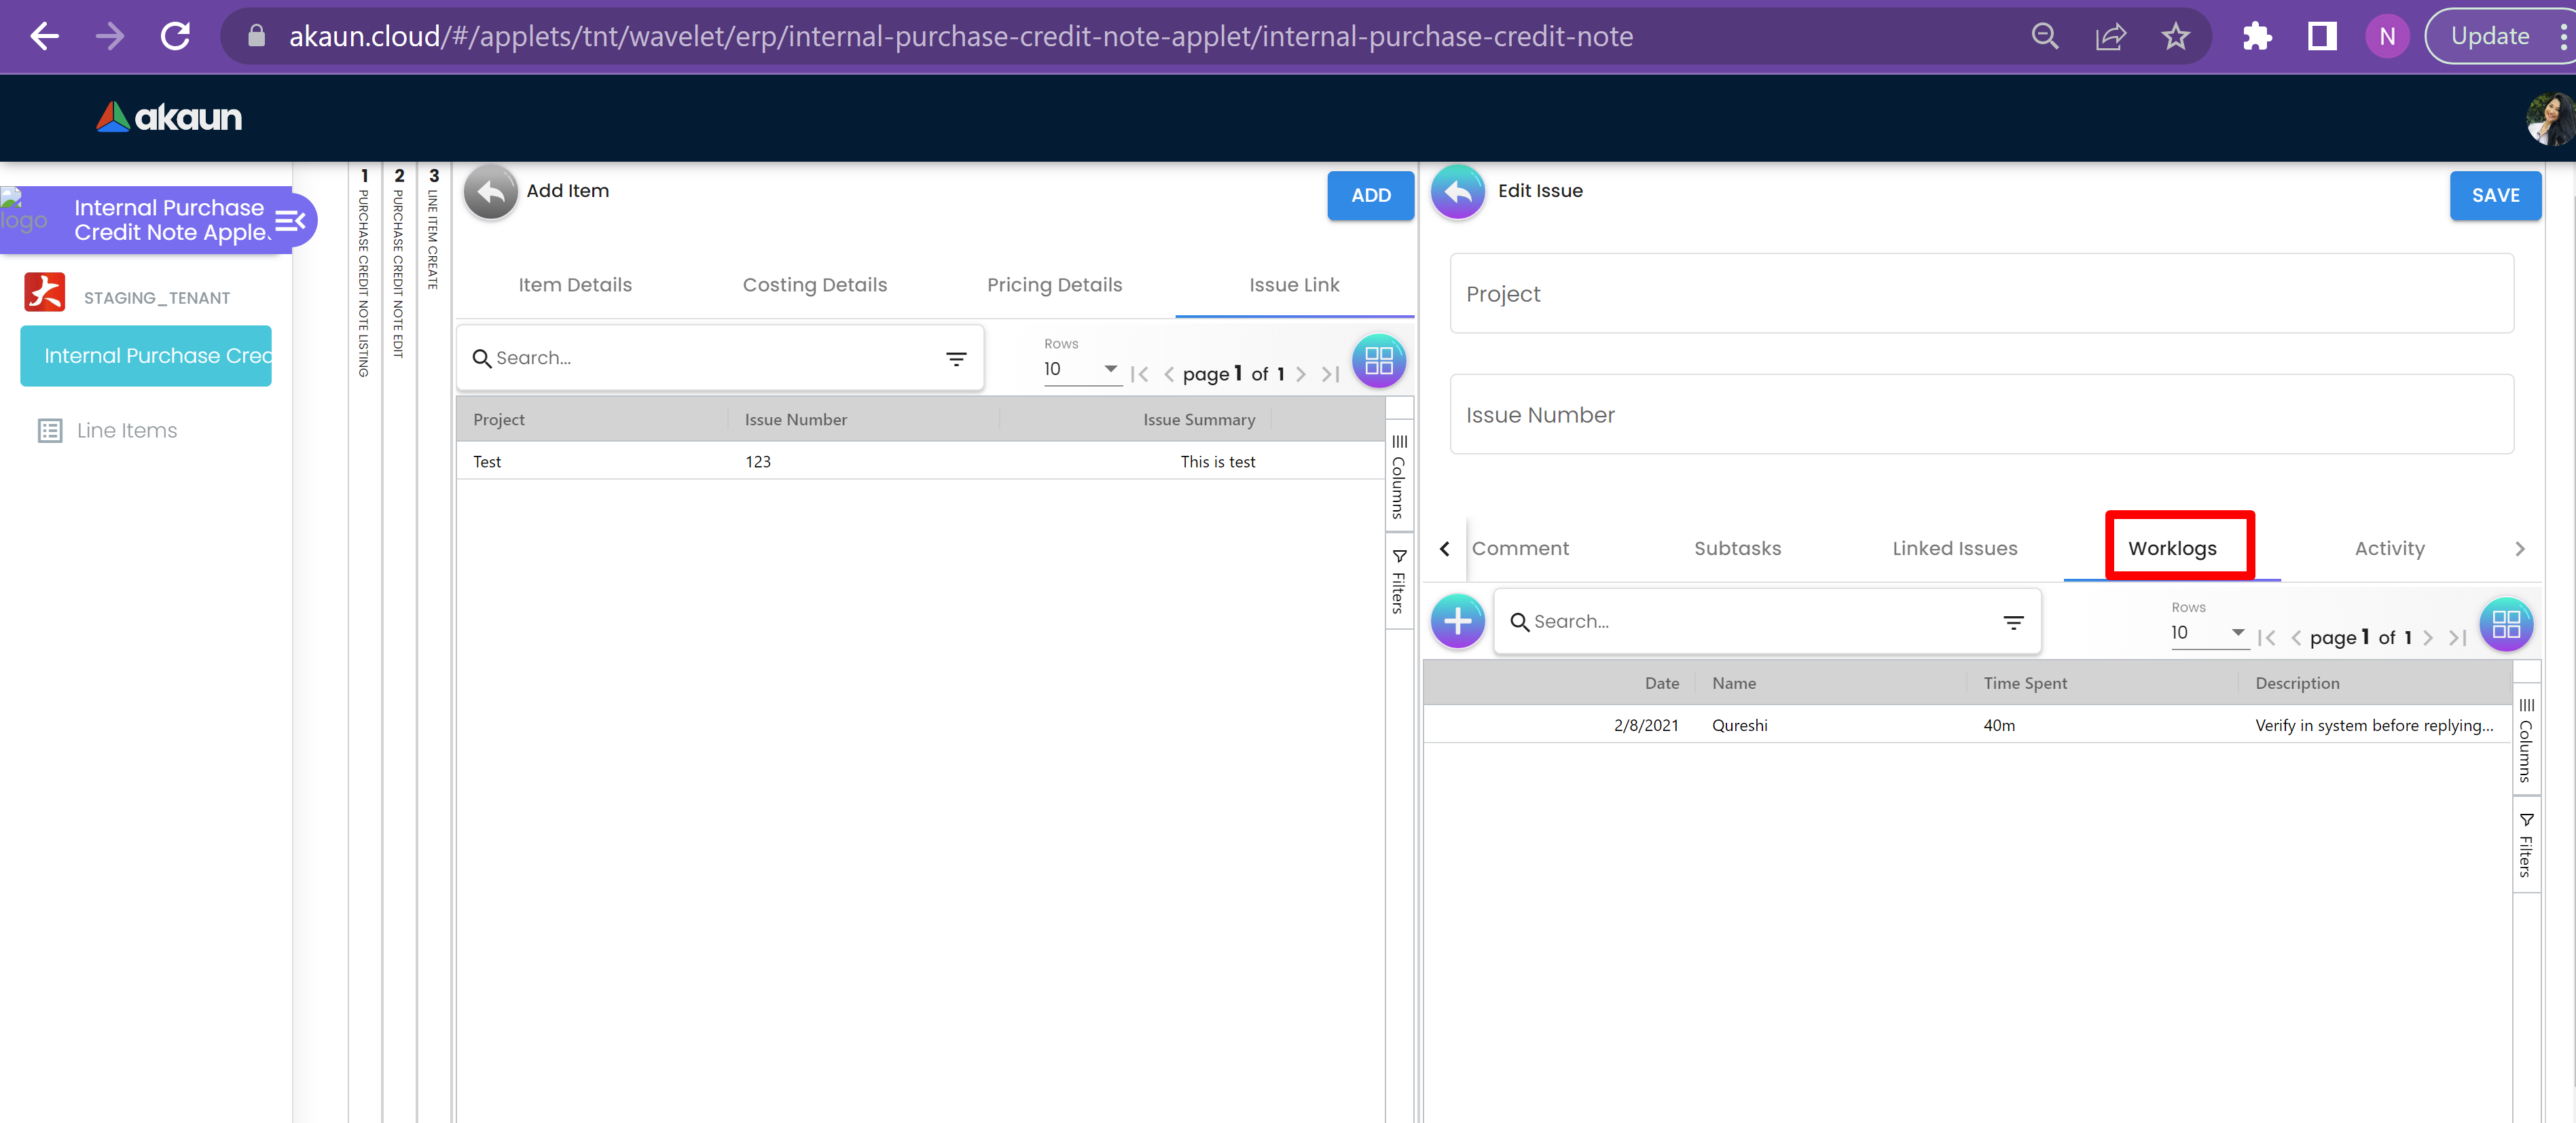 akaun.cloud/#/applets/tnt/wavelet/erp/internal-purchase-credit-note-applet/internal-purchase-credit-note
N
Update
akaun
logo
Internal Purchase
Credit Note Apple
STAGING_TENANT
Internal Purchase Cred
Line Items
1 PURCHASE CREDIT NOTE LISTING
2 PURCHASE CREDIT NOTE EDIT
3 LINE ITEM CREATE
Add Item
ADD
Item Details Costing Details Pricing Details Issue Link
Search...
Rows
10
page 1 of 1
Project Issue Number Issue Summary
Test 123 This is test
Columns
Filters
Edit Issue
SAVE
Project
Issue Number
Comment Subtasks Linked Issues Worklogs Activity
Search...
Rows
10
page 1 of 1
Date Name Time Spent Description
2/8/2021 Qureshi 40m Verify in system before replying...
Columns
Filters